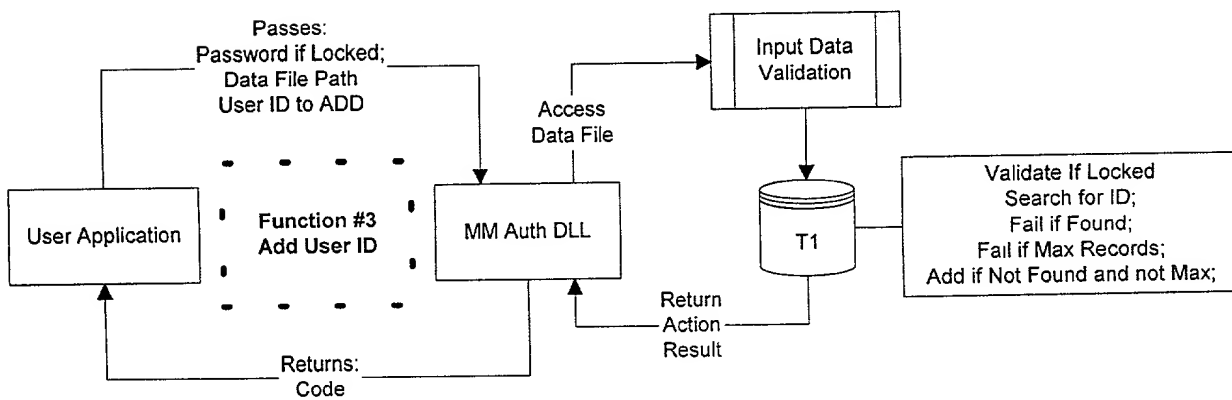 Passes:
Password if Locked;
Data File Path
User ID to ADD
Input Data
Validation
Access
Data File
User Application
Function #3
Add User ID
MM Auth DLL
T1
Validate If Locked
Search for ID;
Fail if Found;
Fail if Max Records;
Add if Not Found and not Max;
Return
Action
Result
Returns:
Code